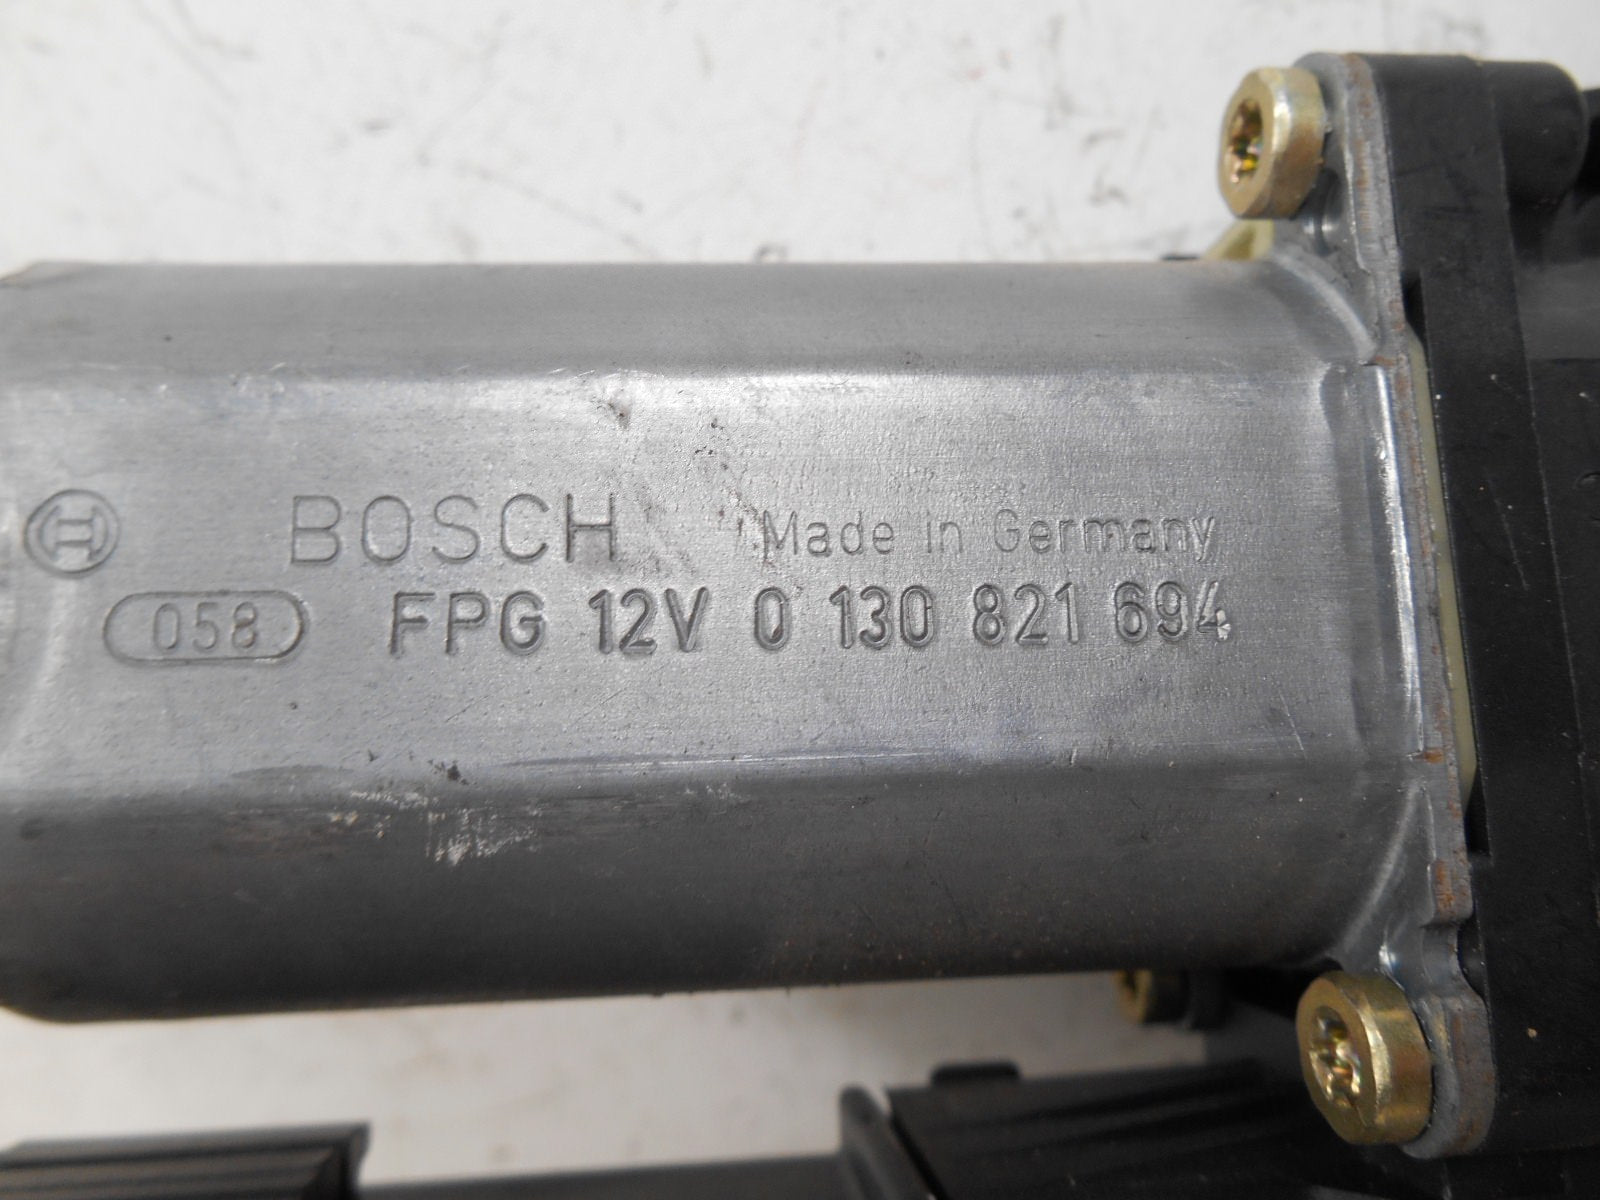 BOSCH Made in Germany
058 FPG 12V 0 130 821 694